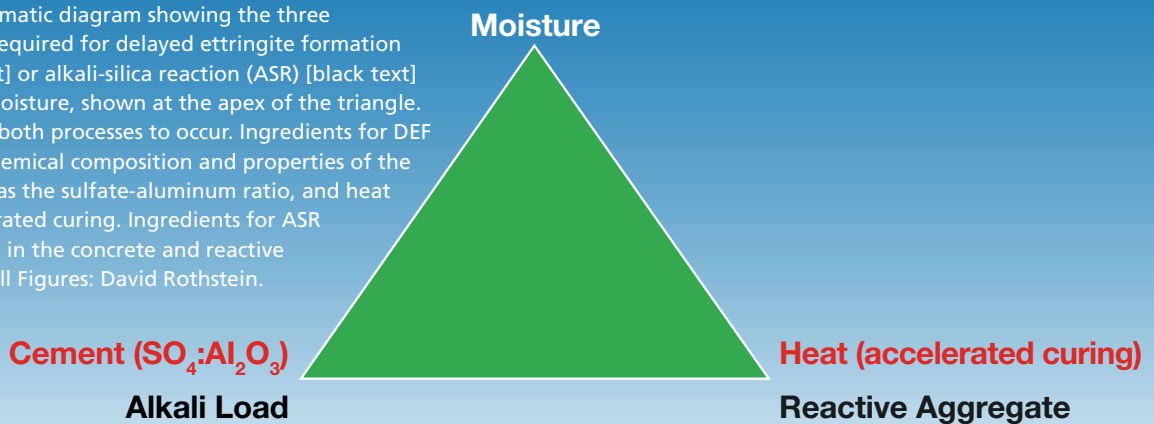 matic diagram showing the three
equired for delayed ettringite formation
t] or alkali-silica reaction (ASR) [black text]
oisture, shown at the apex of the triangle.
both processes to occur. Ingredients for DEF
emical composition and properties of the
as the sulfate-aluminum ratio, and heat
rated curing. Ingredients for ASR
in the concrete and reactive
ll Figures: David Rothstein.
Moisture
Cement (SO₄:Al₂O₃)
Alkali Load
Heat (accelerated curing)
Reactive Aggregate